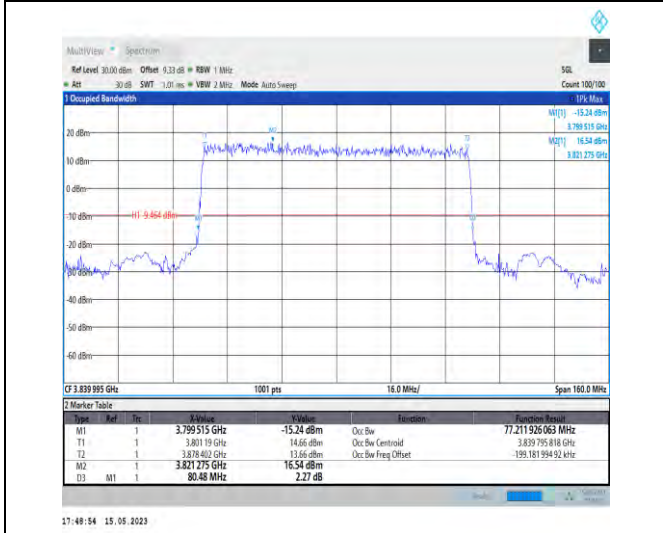 MultiView Spectrum
Ref Level 30.00 dBm Offset 9.33 dB RBW 1 MHz SGL
Att 30 dB SWT 1.01 ms VBW 2 MHz Mode Auto Sweep Count 100/100
1 Occupied Bandwidth 1Pk Max
M1[1] -15.24 dBm
3.799 515 GHz
M2[1] 16.54 dBm
3.821 275 GHz
20 dBm
10 dBm
0 dBm
-10 dBm H1 -9.464 dBm
-20 dBm
-30 dBm
-40 dBm
-50 dBm
-60 dBm
CF 3.839 995 GHz 1001 pts 16.0 MHz/ Span 160.0 MHz
2 Marker Table
Type Ref Trc X-Value Y-Value Function Function Result
M1 1 3.799 515 GHz -15.24 dBm Occ Bw 77.211 926 063 MHz
T1 1 3.801 19 GHz 14.66 dBm Occ Bw Centroid 3.839 795 818 GHz
T2 1 3.878 402 GHz 13.66 dBm Occ Bw Freq Offset -199.181 994 92 kHz
M2 1 3.821 275 GHz 16.54 dBm
D3 M1 1 80.48 MHz 2.27 dB
17:48:54 15.05.2023